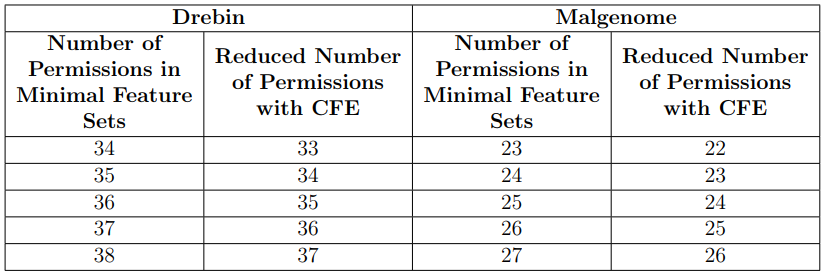 Drebin Malgenome
Number of Permissions in Minimal Feature Sets Reduced Number of Permissions with CFE Number of Permissions in Minimal Feature Sets Reduced Number of Permissions with CFE
34 33 23 22
35 34 24 23
36 35 25 24
37 36 26 25
38 37 27 26